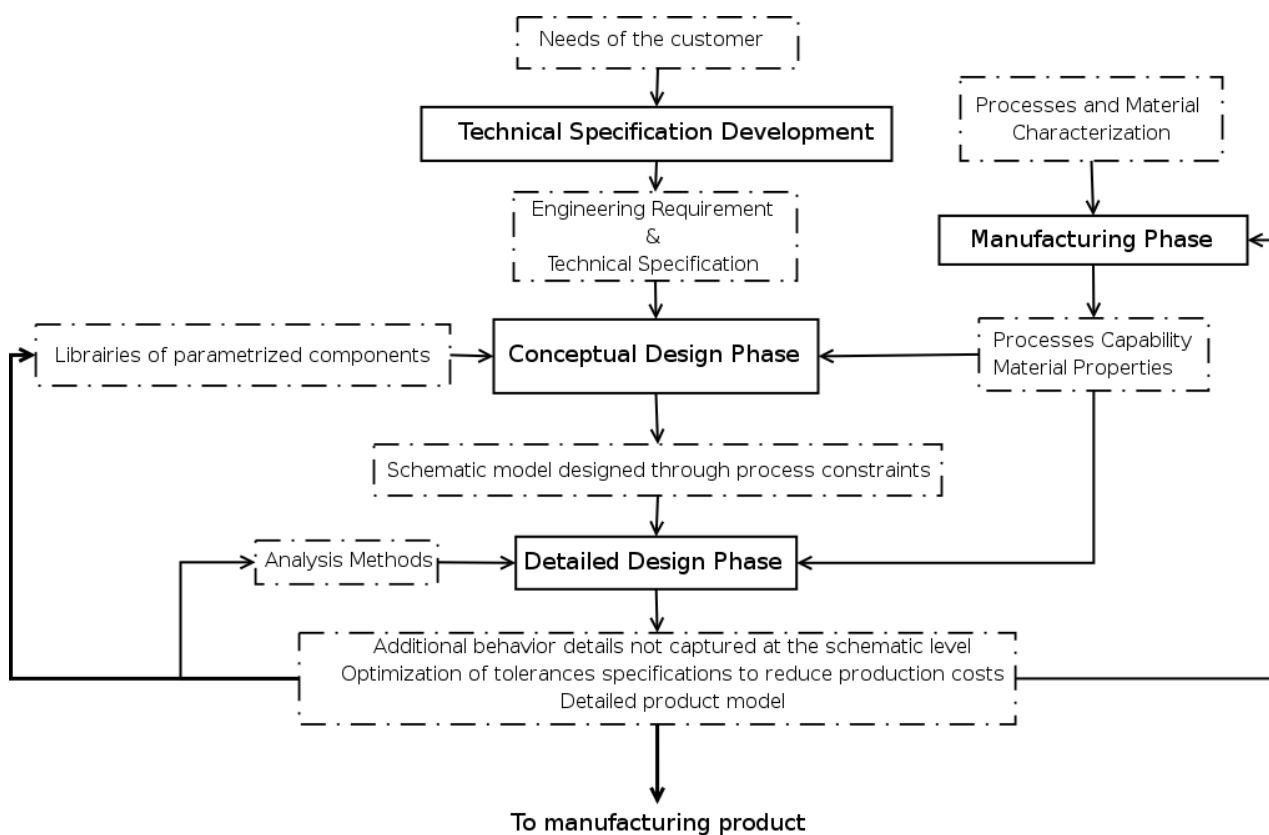 Needs of the customer
Technical Specification Development
Processes and Material
Characterization
Engineering Requirement
&
Technical Specification
Manufacturing Phase
Librairies of parametrized components
Conceptual Design Phase
Processes Capability
Material Properties
Schematic model designed through process constraints
Analysis Methods
Detailed Design Phase
Additional behavior details not captured at the schematic level
Optimization of tolerances specifications to reduce production costs
Detailed product model
To manufacturing product